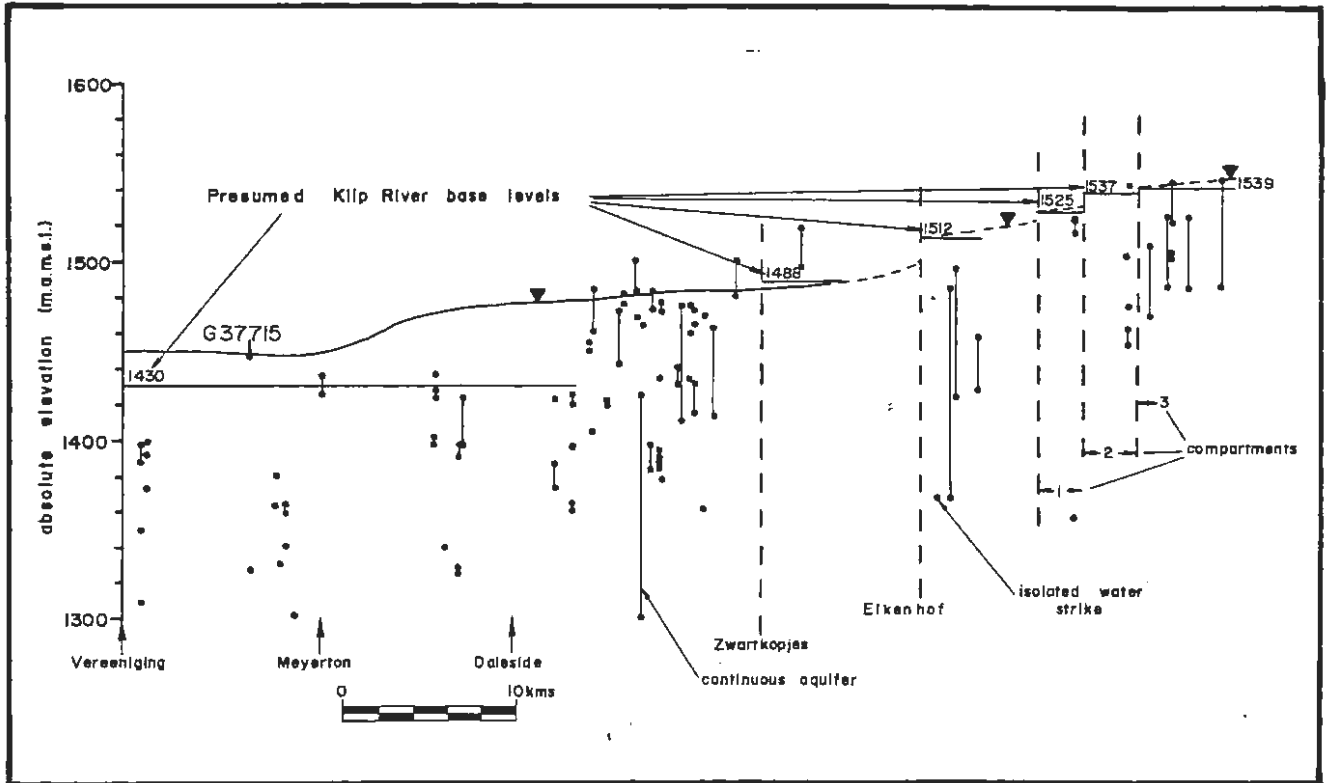 1600
1500
1400
1300
absolute elevation (m.a.m.s.l.)
Presumed Klip River base levels
1537
1539
1525
1512
1488
G37715
1430
3
2
compartments
1
isolated water
strike
Eikenhof
Zwartkopjes
continuous aquifer
Vereeniging
Meyerton
Daleside
0
10kms